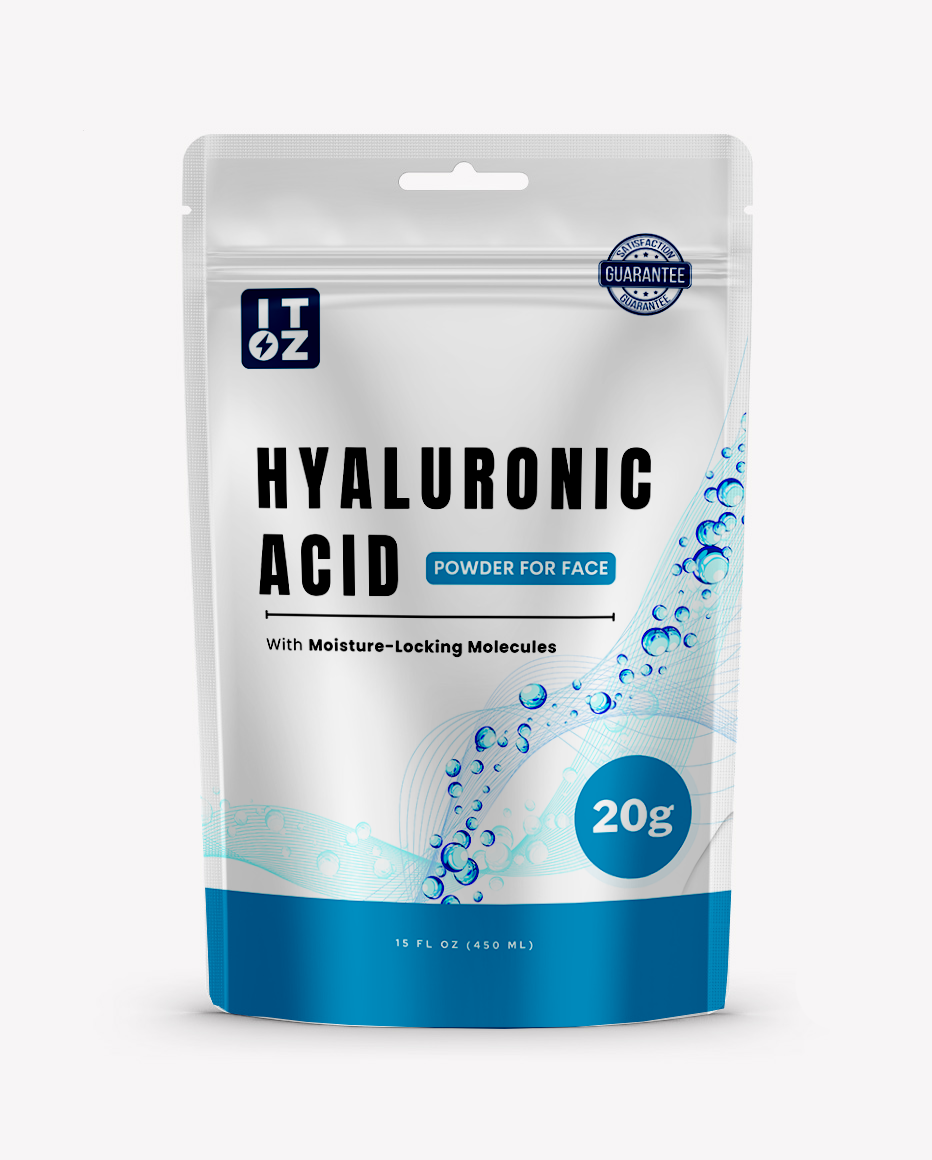 SATISFACTION
GUARANTEE
GUARANTEE
IT
OZ
HYALURONIC
ACID
POWDER FOR FACE
With Moisture-Locking Molecules
20g
15 FL OZ (450 ML)